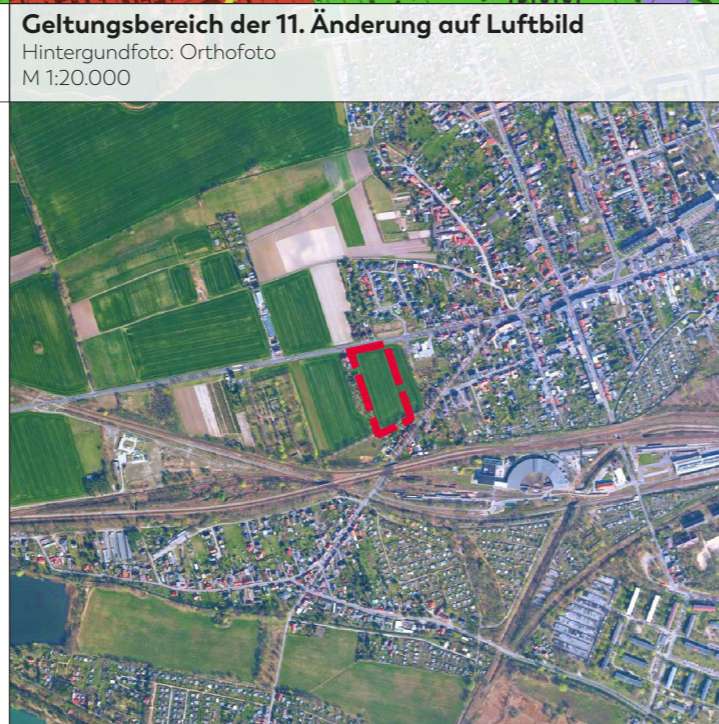 Geltungsbereich der 11. Änderung auf Luftbild
Hintergundfoto: Orthofoto
M 1:20.000